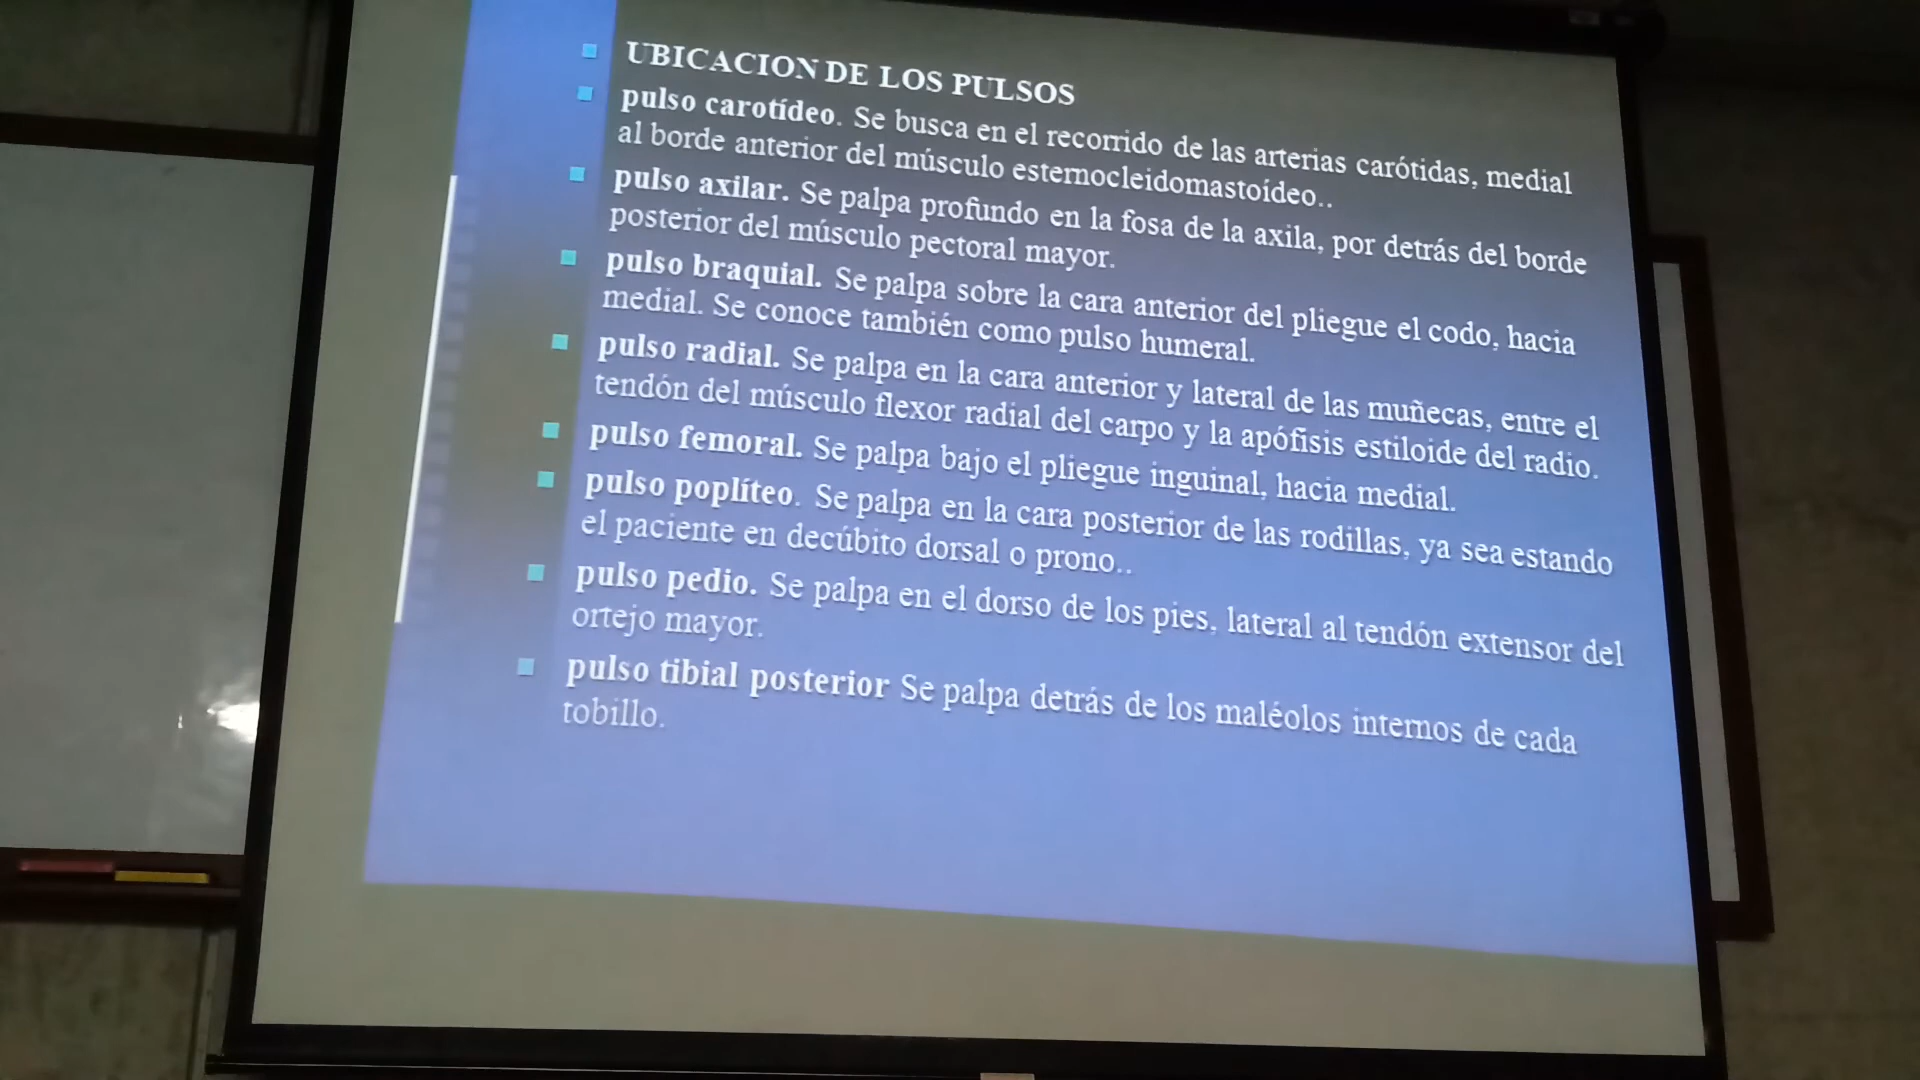 UBICACION DE LOS PULSOS
pulso carotídeo. Se busca en el recorrido de las arterias carótidas, medial
al borde anterior del músculo esternocleidomastoídeo..
pulso axilar. Se palpa profundo en la fosa de la axila, por detrás del borde
posterior del músculo pectoral mayor.
pulso braquial. Se palpa sobre la cara anterior del pliegue el codo, hacia
medial. Se conoce también como pulso humeral.
pulso radial. Se palpa en la cara anterior y lateral de las muñecas, entre el
tendón del músculo flexor radial del carpo y la apófisis estiloide del radio.
pulso femoral. Se palpa bajo el pliegue inguinal, hacia medial.
pulso poplíteo. Se palpa en la cara posterior de las rodillas, ya sea estando
el paciente en decúbito dorsal o prono..
pulso pedio. Se palpa en el dorso de los pies, lateral al tendón extensor del
ortejo mayor.
pulso tibial posterior Se palpa detrás de los maléolos internos de cada
tobillo.